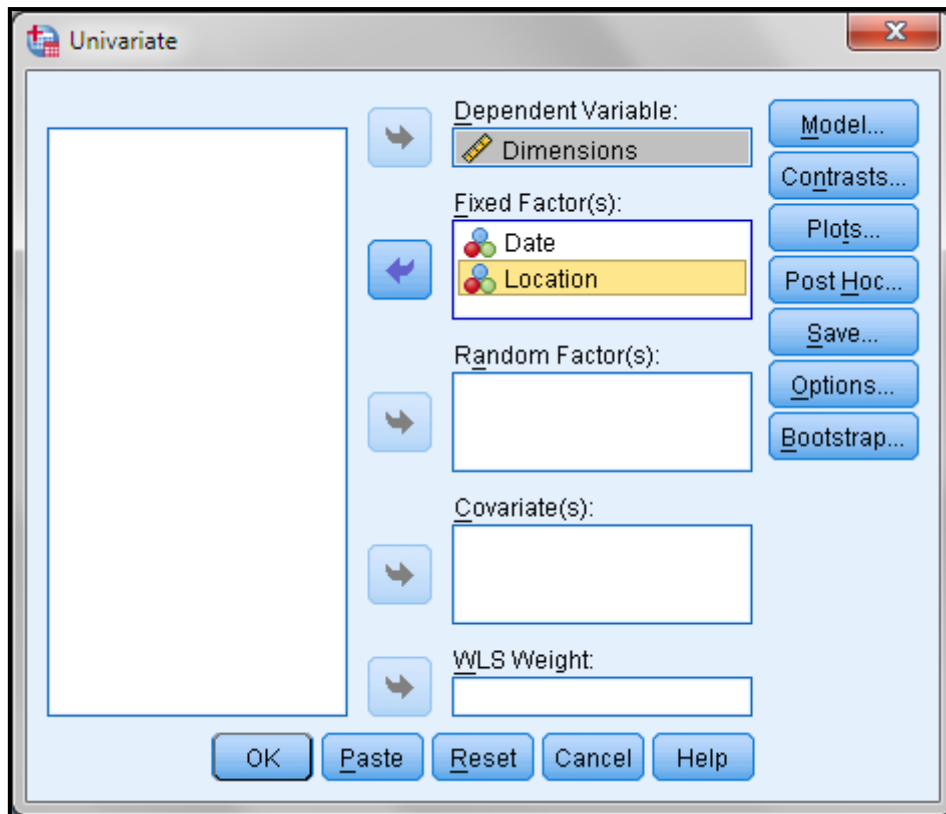 Univariate
Dependent Variable:
Dimensions
Fixed Factor(s):
Date
Location
Random Factor(s):
Covariate(s):
WLS Weight:
Model...
Contrasts...
Plots...
Post Hoc...
Save...
Options...
Bootstrap...
OK Paste Reset Cancel Help